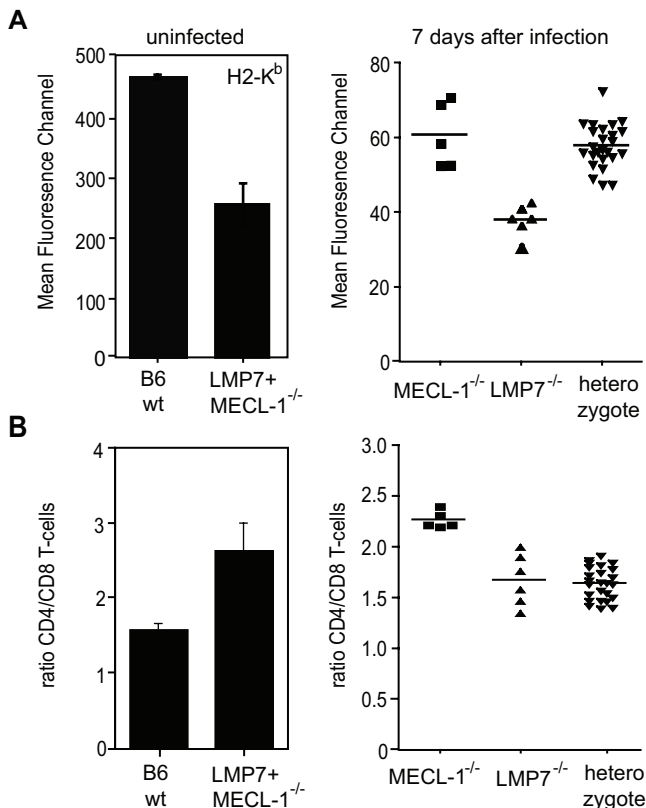 A
uninfected
7 days after infection
Mean Fluoresence Channel
500
400
300
200
400
0
H2-Kᵇ
B6
wt
LMP7+
MECL-1⁻/⁻
Mean Fluoresence Channel
80
60
40
20
0
MECL-1⁻/⁻
LMP7⁻/⁻
hetero
zygote
B
ratio CD4/CD8 T-cells
4
3
2
1
0
B6
wt
LMP7+
MECL-1⁻/⁻
ratio CD4/CD8 T-cells
3.0
2.5
2.0
1.5
1.0
0.5
0.0
MECL-1⁻/⁻
LMP7⁻/⁻
hetero
zygote